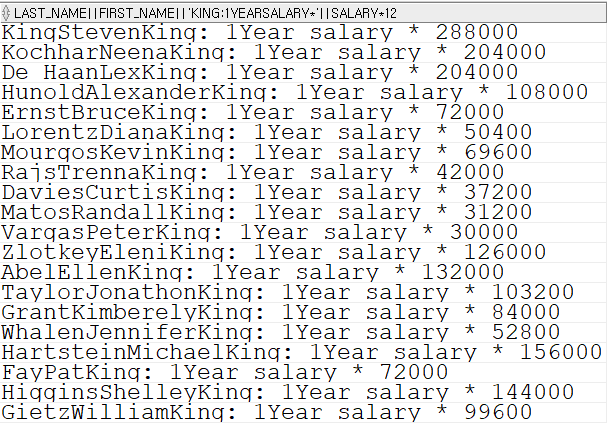 LAST_NAME||FIRST_NAME||'KING:1YEARSALARY*'||SALARY*12
KingStevenKing: 1Year salary * 288000
KochharNeenaKing: 1Year salary * 204000
De HaanLexKing: 1Year salary * 204000
HunoldAlexanderKing: 1Year salary * 108000
ErnstBruceKing: 1Year salary * 72000
LorentzDianaKing: 1Year salary * 50400
MourgosKevinKing: 1Year salary * 69600
RajsTrennaKing: 1Year salary * 42000
DaviesCurtisKing: 1Year salary * 37200
MatosRandallKing: 1Year salary * 31200
VargasPeterKing: 1Year salary * 30000
ZlotkeyEleniKing: 1Year salary * 126000
AbelEllenKing: 1Year salary * 132000
TaylorJonathonKing: 1Year salary * 103200
GrantKimberelyKing: 1Year salary * 84000
WhalenJenniferKing: 1Year salary * 52800
HartsteinMichaelKing: 1Year salary * 156000
FayPatKing: 1Year salary * 72000
HigginsShelleyKing: 1Year salary * 144000
GietzWilliamKing: 1Year salary * 99600